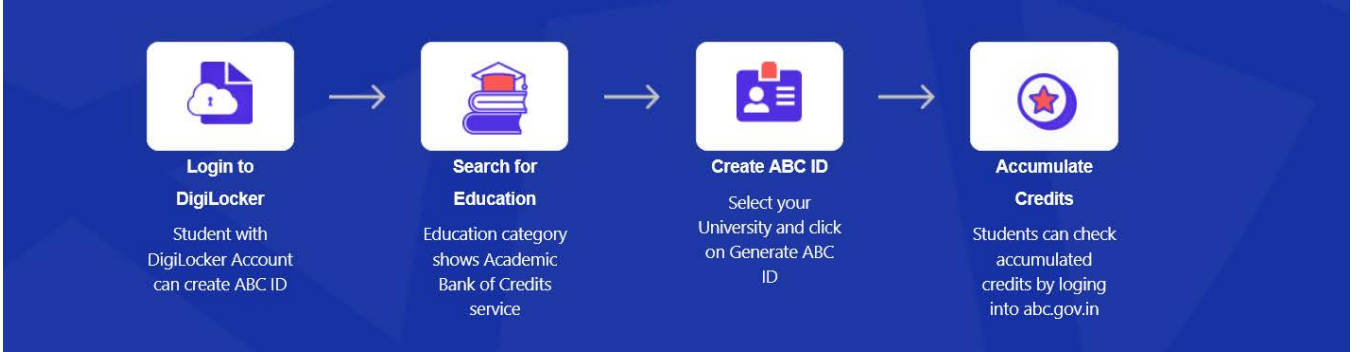 Login to
DigiLocker
Student with
DigiLocker Account
can create ABC ID
Search for
Education
Education category
shows Academic
Bank of Credits
service
Create ABC ID
Select your
University and click
on Generate ABC
ID
Accumulate
Credits
Students can check
accumulated
credits by loging
into abc.gov.in